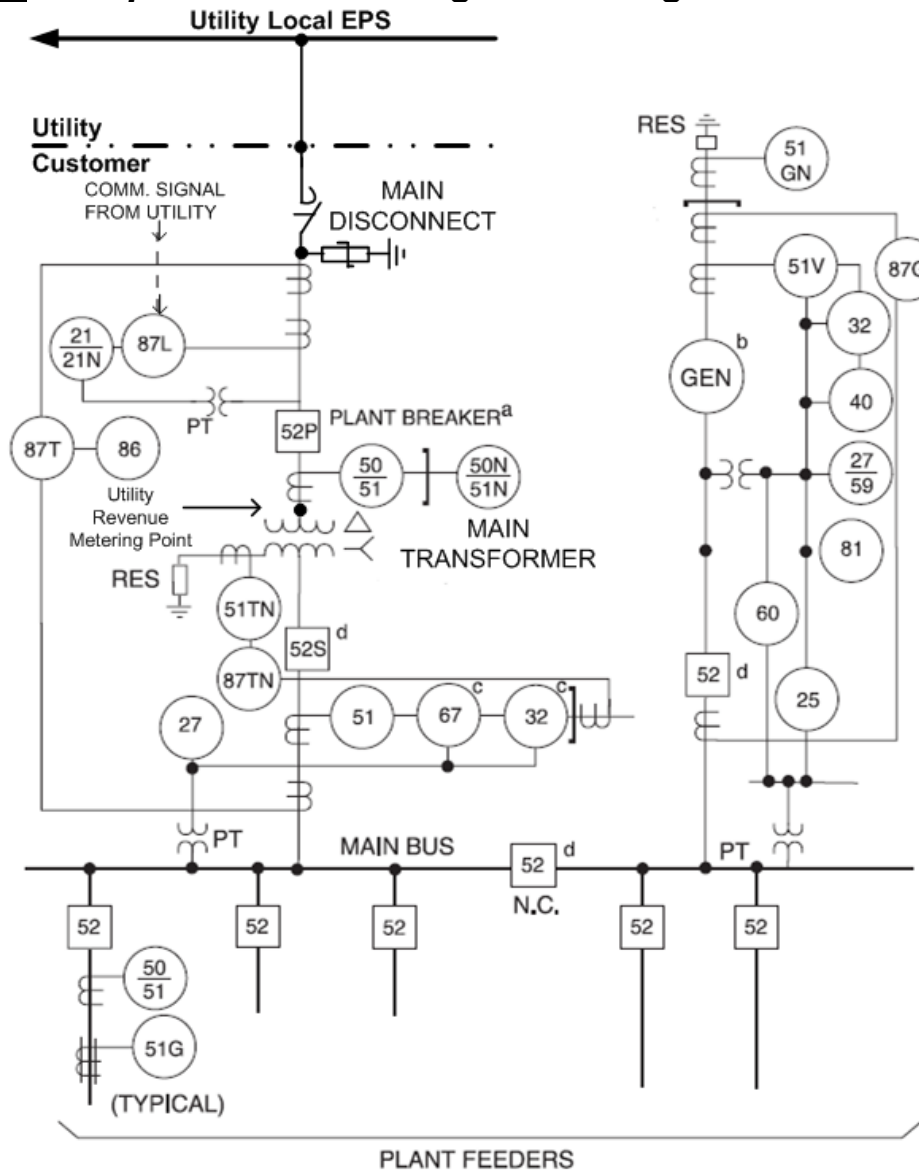 Utility Local EPS
Utility
Customer
COMM. SIGNAL
FROM UTILITY
MAIN
DISCONNECT
RES
51
GN
51V
87G
32
40
27
59
81
60
25
GEN
b
21
21N
87L
PT
52P
PLANT BREAKER a
87T
86
50
51
50N
51N
Utility
Revenue
Metering Point
MAIN
TRANSFORMER
RES
51TN
87TN
52S
d
27
51
67
c
32
c
52
d
PT
MAIN BUS
52
d
N.C.
PT
52
52
52
52
52
50
51
51G
(TYPICAL)
PLANT FEEDERS